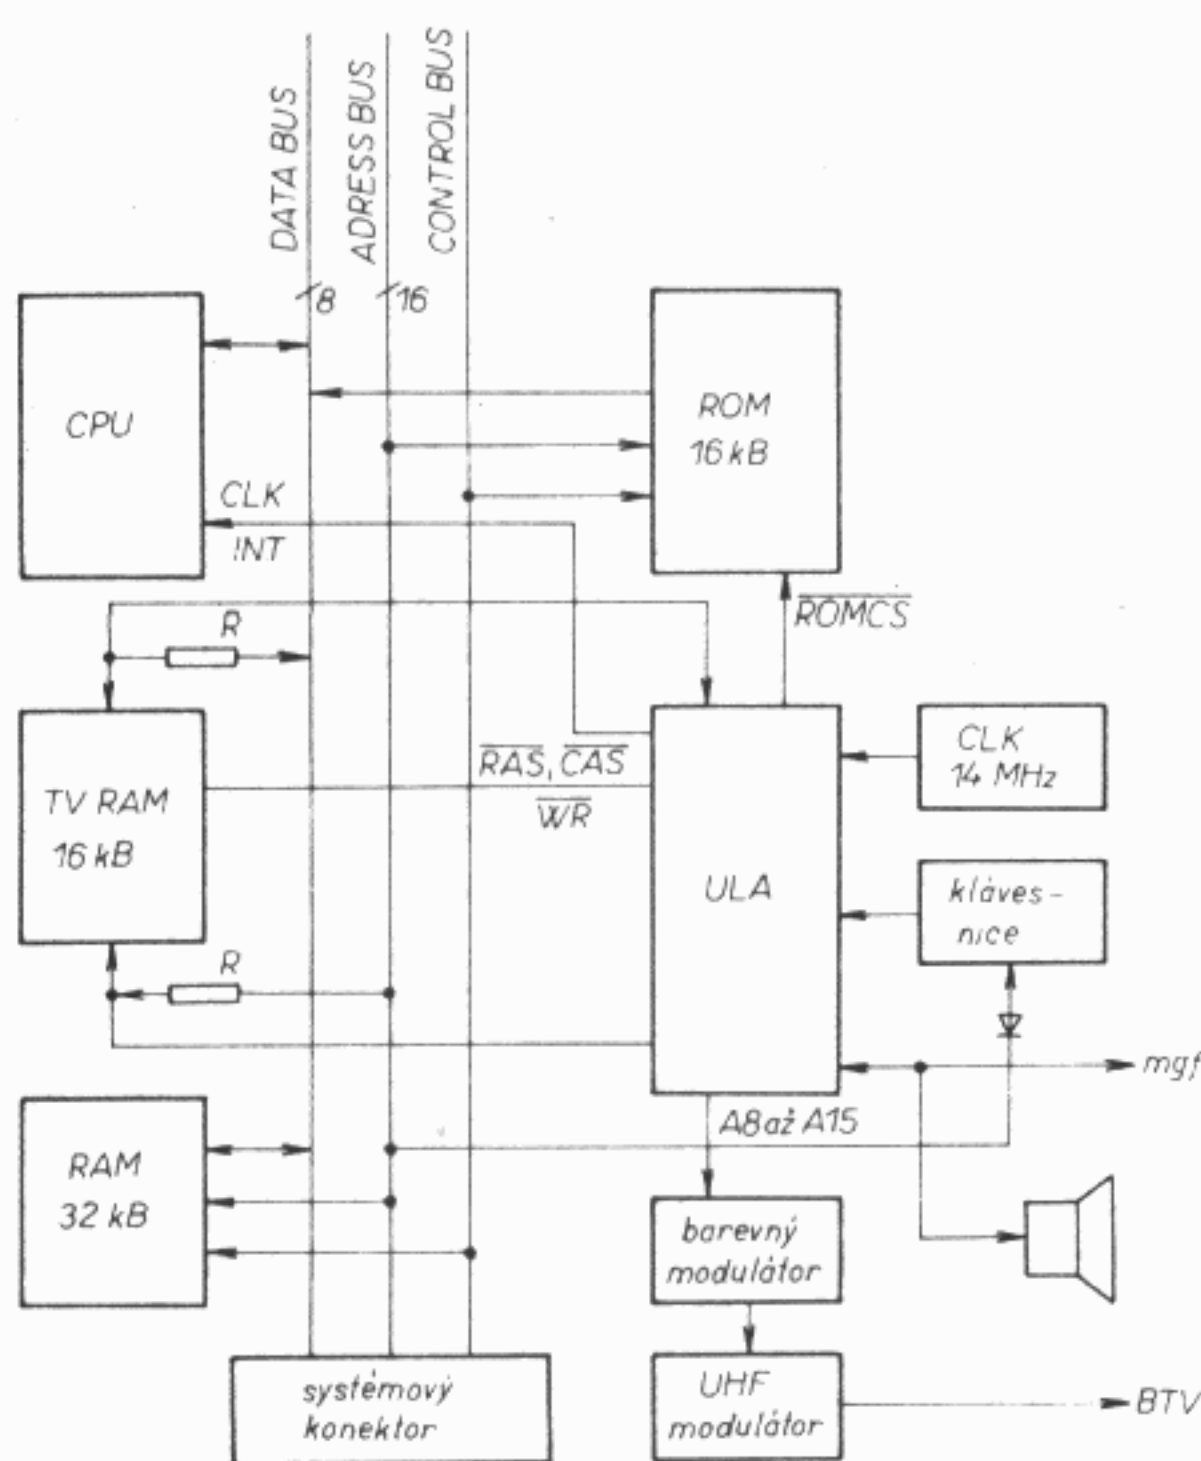 DATA BUS
ADRESS BUS
CONTROL BUS
8
16
CPU
ROM
16 kB
CLK
INT
ROMCS
R
CLK
14 MHz
RAS, CAS
WR
TV RAM
16 kB
ULA
kláves-
nice
R
mgf
A8 až A15
RAM
32 kB
barevný
modulátor
systémový
konektor
UHF
modulátor
BTV